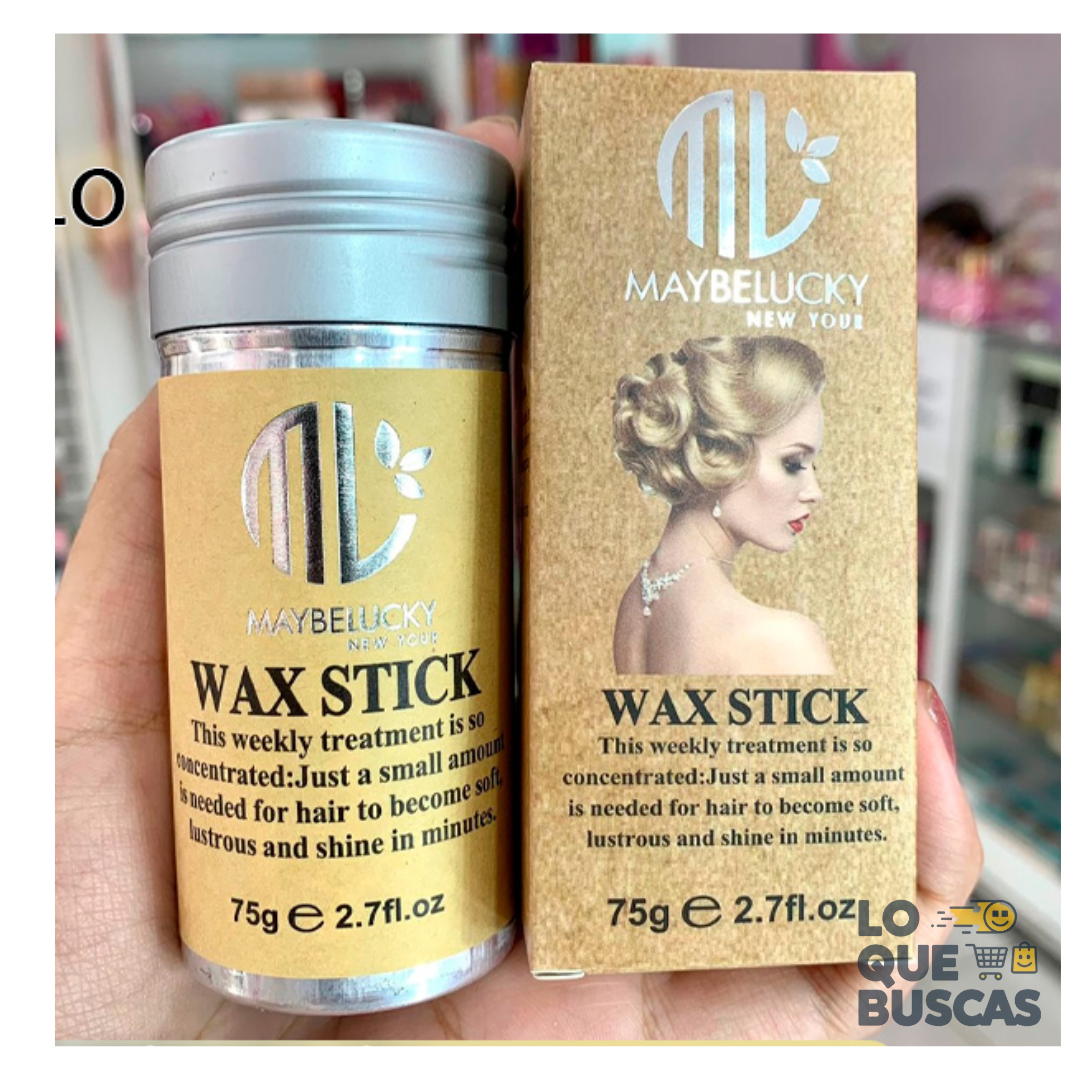 LO
ML
MAYBELUCKY
NEW YOUR
WAX STICK
This weekly treatment is so
concentrated:Just a small amount
is needed for hair to become soft,
lustrous and shine in minutes.
75g e 2.7fl.oz
ML
MAYBELUCKY
NEW YOUR
WAX STICK
This weekly treatment is so
concentrated:Just a small amount
is needed for hair to become soft,
lustrous and shine in minutes.
75g e 2.7fl.oz
LO
QUE
BUSCAS